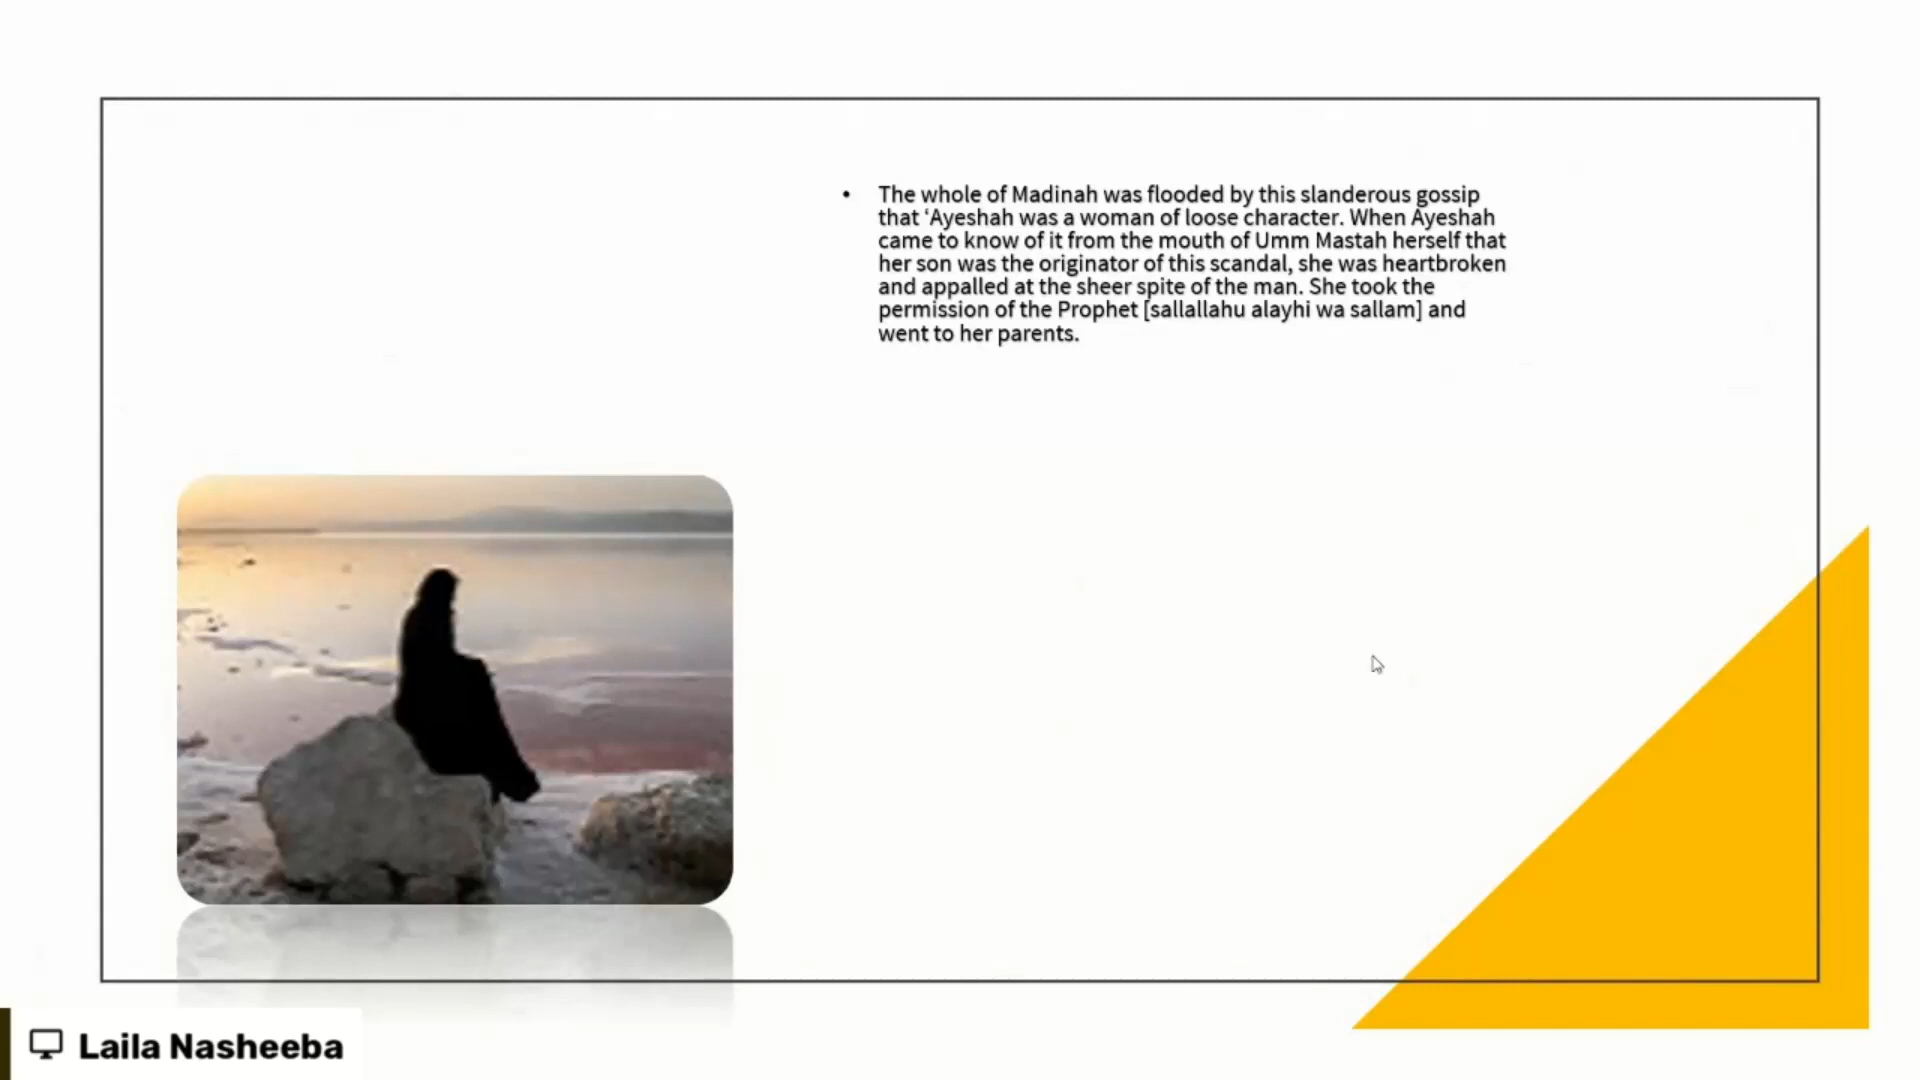 • The whole of Madinah was flooded by this slanderous gossip
that ‘Ayeshah was a woman of loose character. When Ayeshah
came to know of it from the mouth of Umm Mastah herself that
her son was the originator of this scandal, she was heartbroken
and appalled at the sheer spite of the man. She took the
permission of the Prophet [sallallahu alayhi wa sallam] and
went to her parents.
Laila Nasheeba